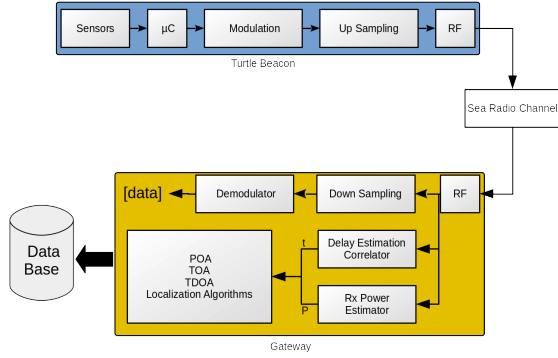 Sensors
µC
Modulation
Up Sampling
RF
Turtle Beacon
Sea Radio Channel
[data]
Demodulator
Down Sampling
RF
Data
Base
POA
TOA
TDOA
Localization Algorithms
t
Delay Estimation
Correlator
P
Rx Power
Estimator
Gateway